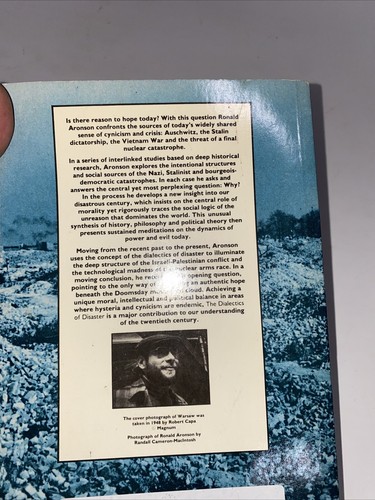 Is there reason to hope today? With this question Ronald
Aronson confronts the sources of today's widely shared
sense of cynicism and crisis: Auschwitz, the Stalin
dictatorship, the Vietnam War and the threat of a final
nuclear catastrophe.
In a series of interlinked studies based on deep historical
research, Aronson explores the intentional structures
and social sources of the Nazi, Stalinist and bourgeois-
democratic catastrophes. In each case he asks and
answers the central yet most perplexing question: Why?
In the process he develops a new insight into our
disastrous century, which insists on the central role of
morality yet rigorously traces the social logic of the
unreason that dominates the world. This unusual
synthesis of history, philosophy and political theory then
presents sustained meditations on the dynamics of
power and evil today.
Moving from the recent past to the present, Aronson
uses the concept of the dialectics of disaster to illuminate
the deep structure of the Israeli-Palestinian conflict and
the technological madness of the nuclear arms race. In a
moving conclusion, he opening question,
pointing to the only way of an authentic hope
beneath the Doomsday cloud. Achieving a
unique moral, intellectual and political balance in areas
where hysteria and cynicism are endemic, The Dialectics
of Disaster is a major contribution to our understanding
of the twentieth century.
The cover photograph of Warsaw was
taken in 1948 by Robert Capa
Magnum
Photograph of Ronald Aronson by
Randall Cameron-MacIntosh